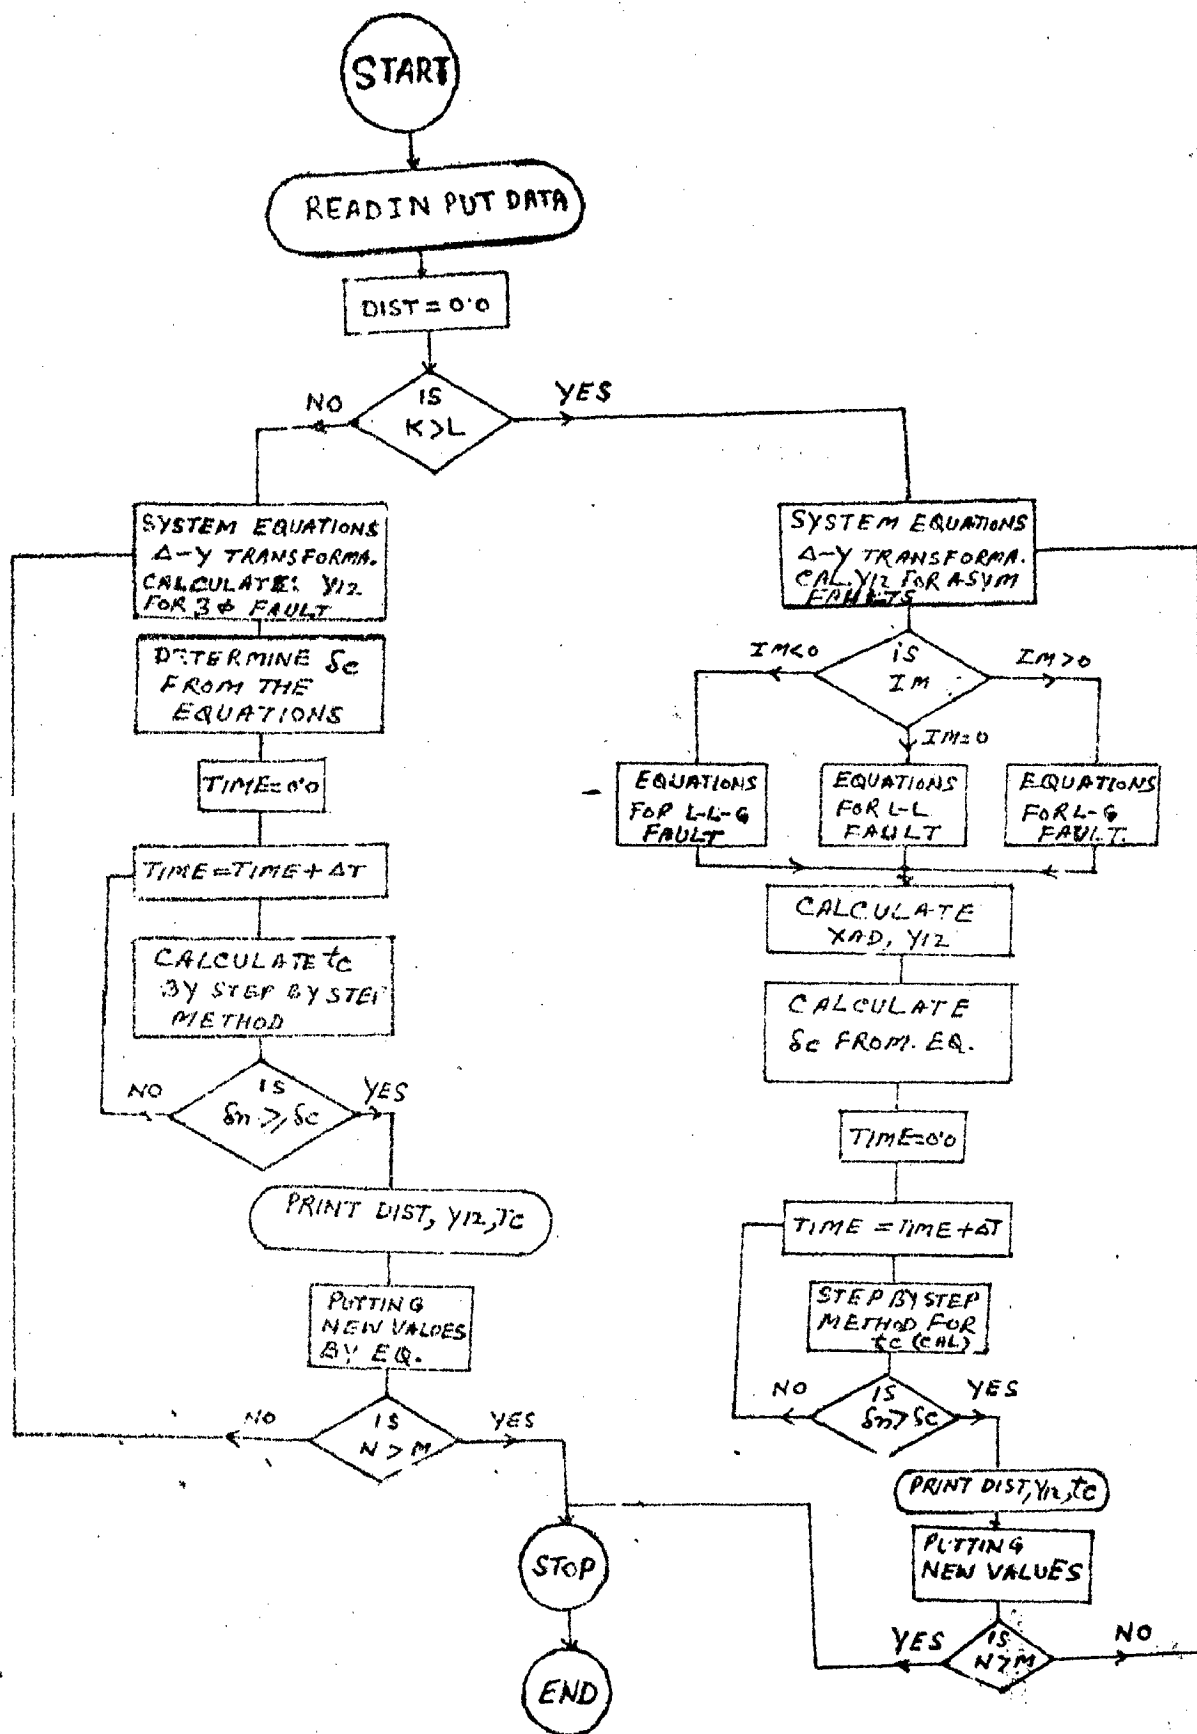 START
READ IN PUT DATA
DIST = 0.0
IS
K>L
NO
YES
SYSTEM EQUATIONS
Δ-Y TRANSFORMA.
CALCULATE: Y12
FOR 3φ FAULT
DETERMINE δc
FROM THE
EQUATIONS
TIME=0.0
TIME=TIME+ΔT
CALCULATE tc
BY STEP BY STEP
METHOD
IS
δn ≥ δc
NO
YES
PRINT DIST, Y12, TC
PUTTING
NEW VALUES
BY EQ.
IS
N > M
NO
YES
STOP
END
SYSTEM EQUATIONS
Δ-Y TRANSFORMA.
CAL. Y12 FOR ASYM
FAULTS
is
IM
IM<0
IM>0
IM=0
EQUATIONS
FOR L-L-G
FAULT
EQUATIONS
FOR L-L
FAULT
EQUATIONS
FOR L-G
FAULT.
CALCULATE
XAD, Y12
CALCULATE
δc FROM. EQ.
TIME=0.0
TIME = TIME+ΔT
STEP BY STEP
METHOD FOR
tc (CAL)
IS
δn>δc
NO
YES
PRINT DIST, Y12, tc
PUTTING
NEW VALUES
IS
N>M
YES
NO